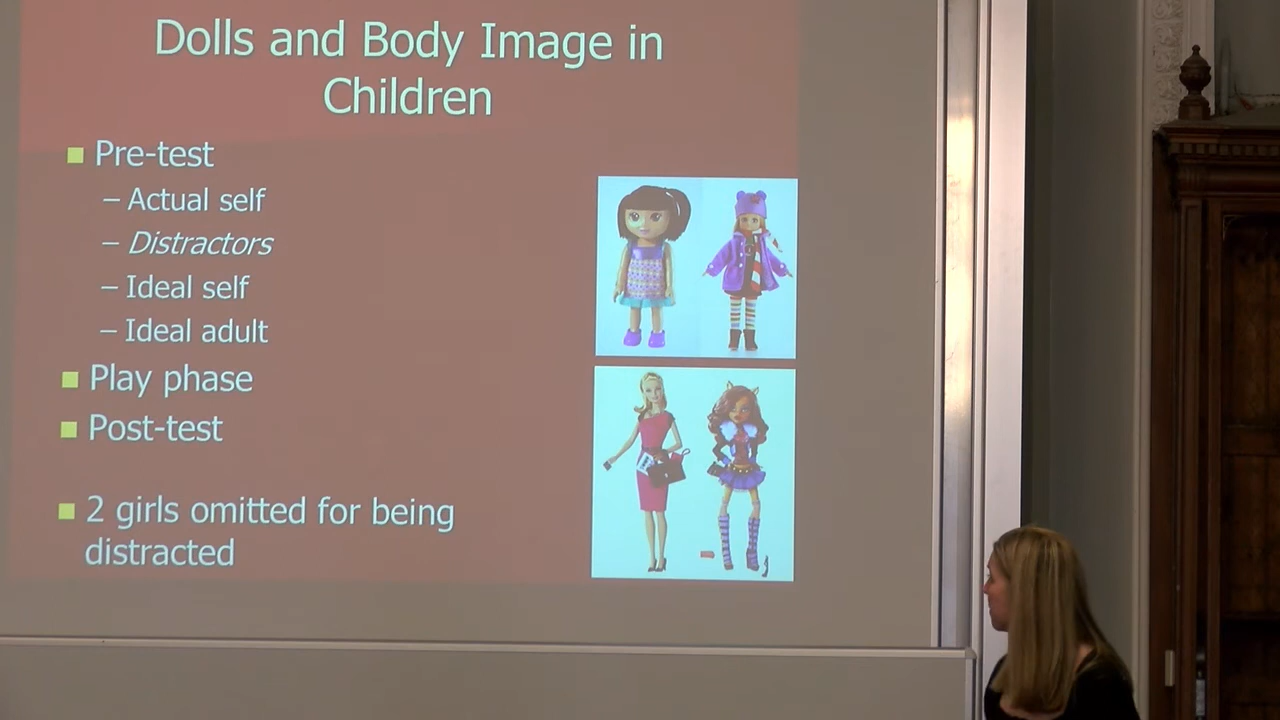 Dolls and Body Image in
Children
Pre-test
– Actual self
– Distractors
– Ideal self
– Ideal adult
Play phase
Post-test
2 girls omitted for being
distracted